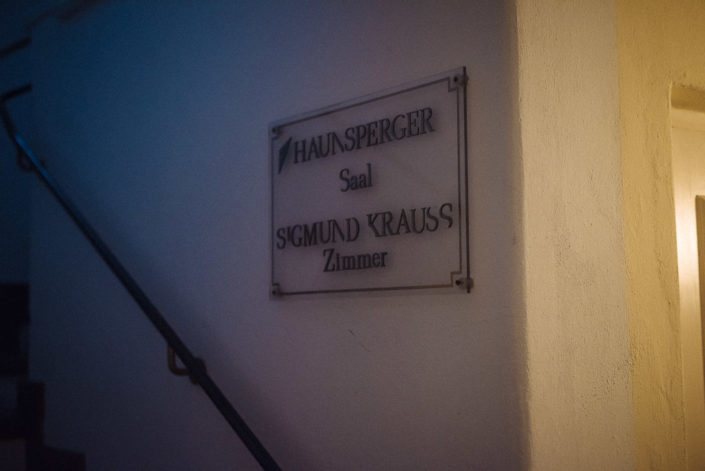 HAUNSPERGER
Saal
SIGMUND KRAUSS
Zimmer